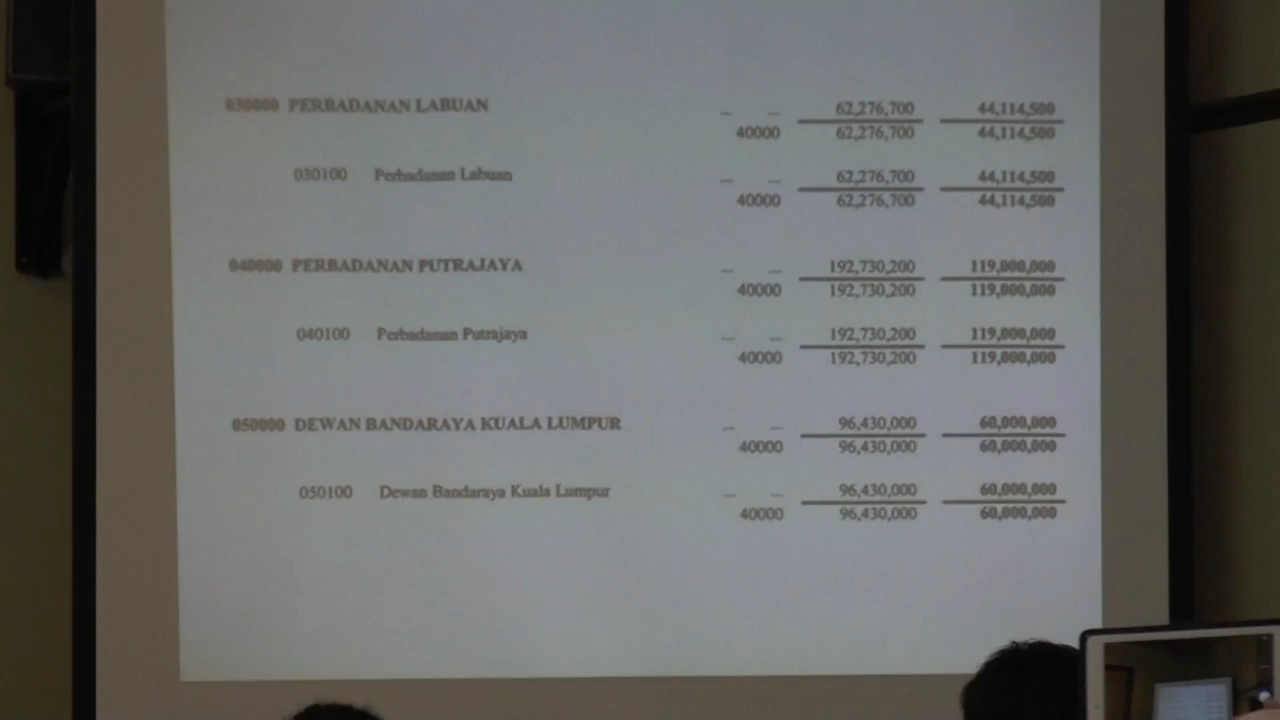 030000 PERBADANAN LABUAN — — 62,276,700 44,114,500
40000 62,276,700 44,114,500
030100 Perbadanan Labuan — — 62,276,700 44,114,500
40000 62,276,700 44,114,500
040000 PERBADANAN PUTRAJAYA — — 192,730,200 119,000,000
40000 192,730,200 119,000,000
040100 Perbadanan Putrajaya — — 192,730,200 119,000,000
40000 192,730,200 119,000,000
050000 DEWAN BANDARAYA KUALA LUMPUR — — 96,430,000 60,000,000
40000 96,430,000 60,000,000
050100 Dewan Bandaraya Kuala Lumpur — — 96,430,000 60,000,000
40000 96,430,000 60,000,000